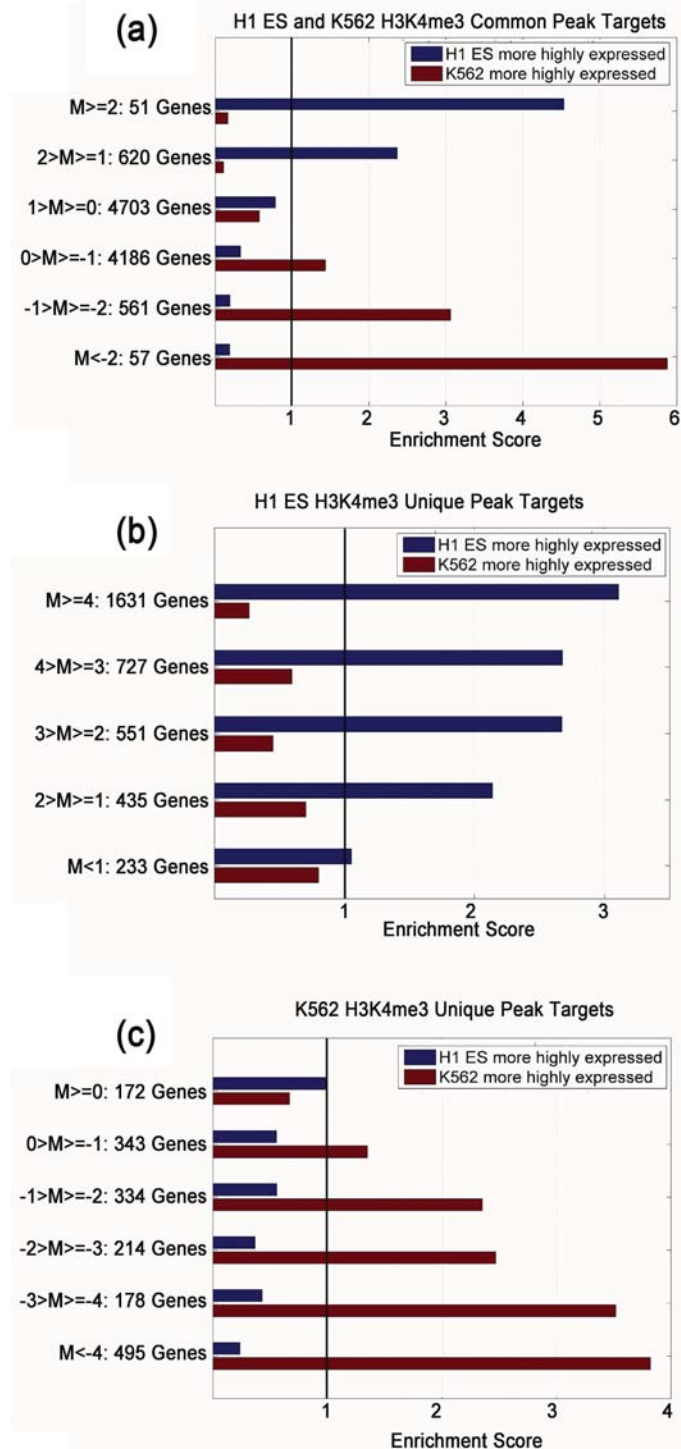 (a)
H1 ES and K562 H3K4me3 Common Peak Targets
H1 ES more highly expressed
K562 more highly expressed
M>=2: 51 Genes
2>M>=1: 620 Genes
1>M>=0: 4703 Genes
0>M>=-1: 4186 Genes
-1>M>=-2: 561 Genes
M<-2: 57 Genes
1 2 3 4 5 6
Enrichment Score
(b)
H1 ES H3K4me3 Unique Peak Targets
H1 ES more highly expressed
K562 more highly expressed
M>=4: 1631 Genes
4>M>=3: 727 Genes
3>M>=2: 551 Genes
2>M>=1: 435 Genes
M<1: 233 Genes
1 2 3
Enrichment Score
(c)
K562 H3K4me3 Unique Peak Targets
H1 ES more highly expressed
K562 more highly expressed
M>=0: 172 Genes
0>M>=-1: 343 Genes
-1>M>=-2: 334 Genes
-2>M>=-3: 214 Genes
-3>M>=-4: 178 Genes
M<-4: 495 Genes
1 2 3 4
Enrichment Score